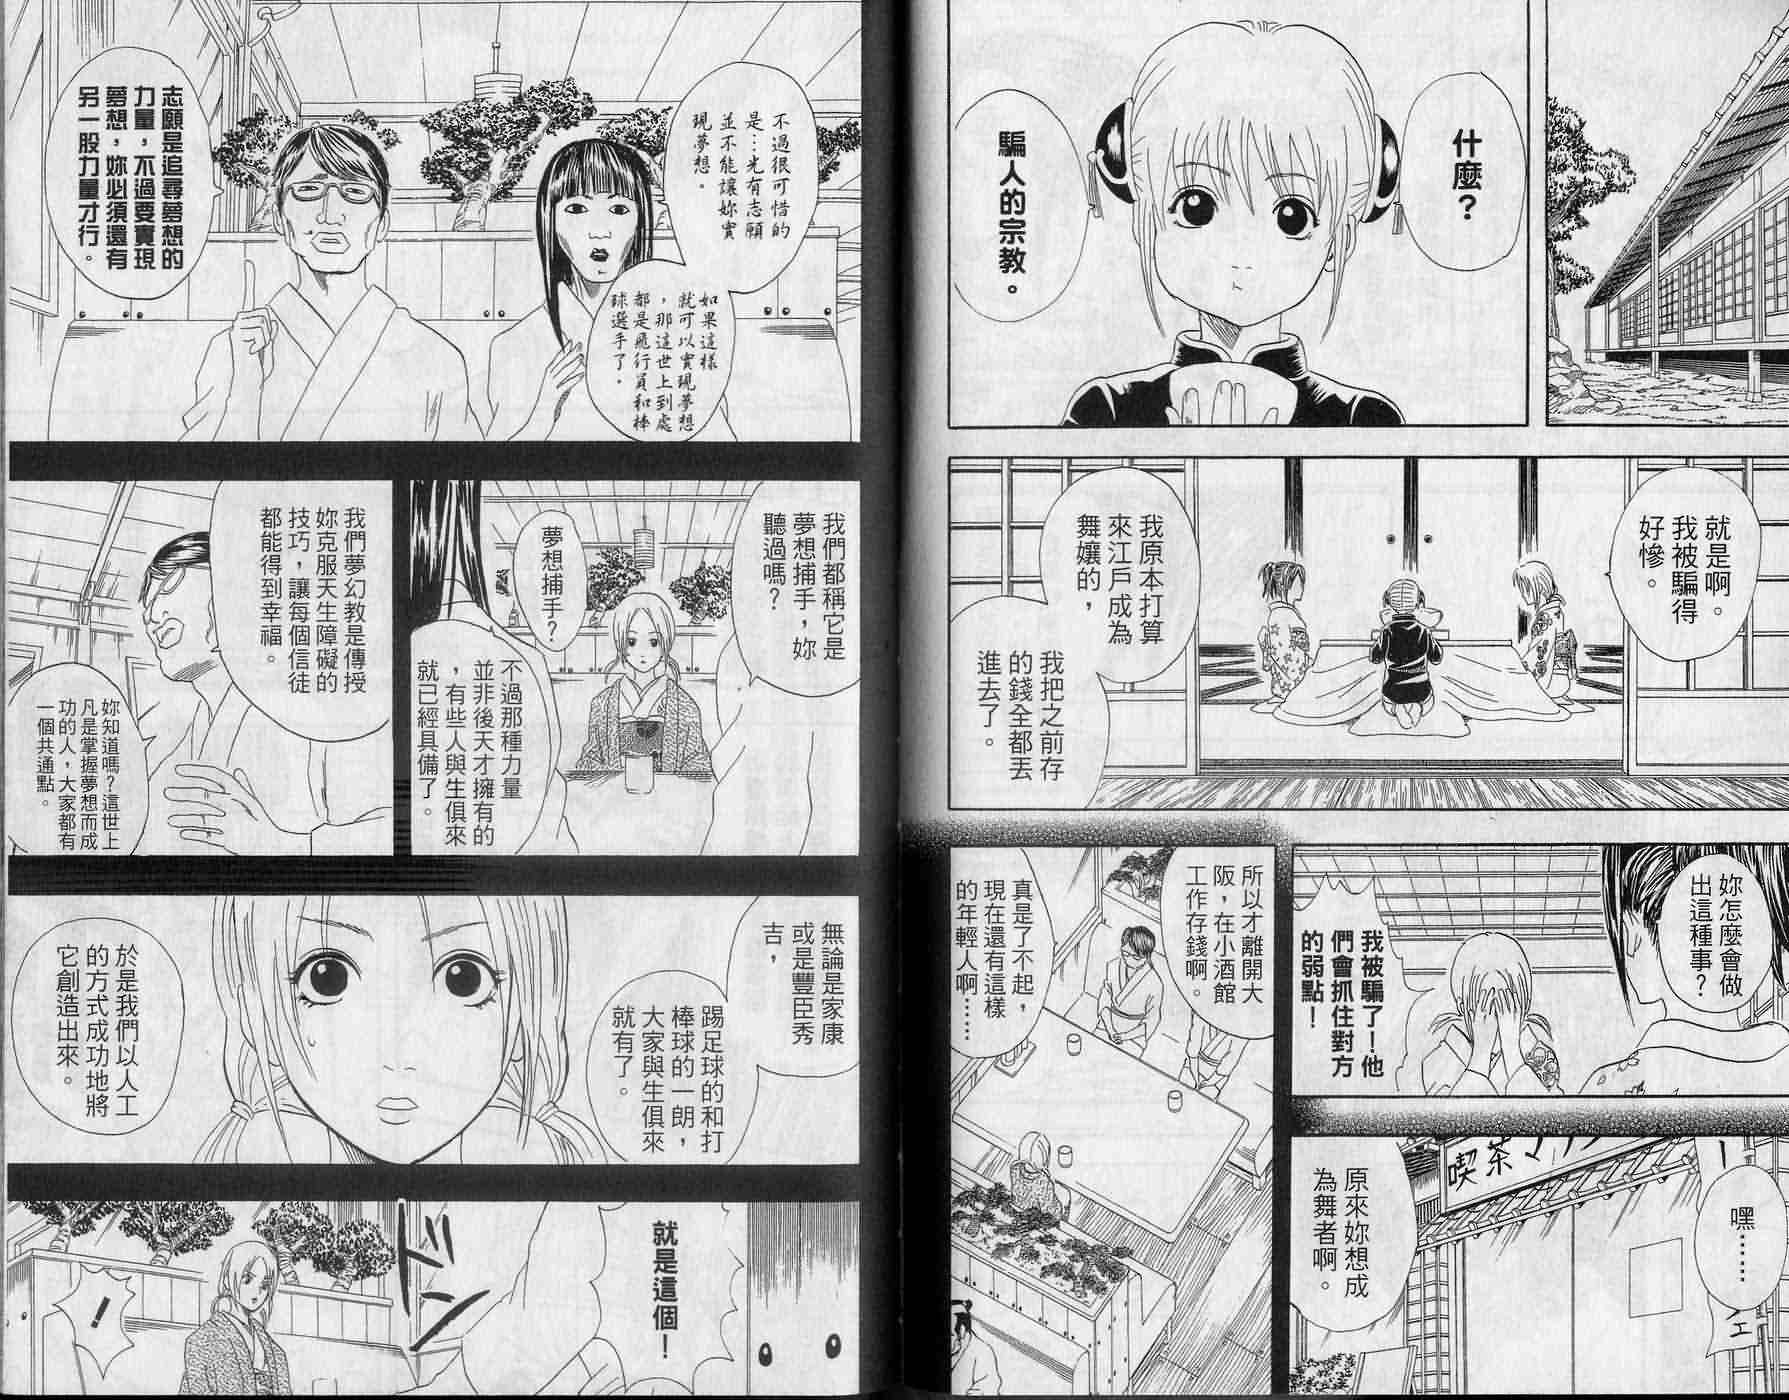 什麼？
騙人的宗教。
就是啊。
我被騙得
好慘。
我原本打算
來江戶成為
舞孃的，
我把之前存
的錢全都丟
進去了。
妳怎麼會做
出這種事？
我被騙了！他
們會抓住對方
的弱點！
嘿……
喫茶マリン
原來妳想成
為舞者啊。
所以才離開大
阪，在小酒館
工作存錢啊。
真是了不起，
現在還有這樣
的年輕人啊……
不過很可惜的
是…光有志願
並不能讓妳實
現夢想。
如果這樣
就可以實現夢想
，那這世上到處
都是飛行員和棒
球選手了。
志願是追尋夢想的
力量，不過要實現
夢想，妳必須還有
另一股力量才行。
我們都稱它是
夢想捕手，妳
聽過嗎？
夢想捕手？
不過那種力量
並非後天才擁有的
，有些人與生俱來
就已經具備了。
我們夢幻教是傳授
妳克服天生障礙的
技巧，讓每個信徒
都能得到幸福。
妳知道嗎？這世上
凡是掌握夢想而成
功的人，大家都有
一個共通點。
無論是家康
或是豐臣秀
吉，
踢足球的和打
棒球的一朗，
大家與生俱來
就有了。
於是我們以人工
的方式成功地將
它創造出來。
就是這個！
ドン
！